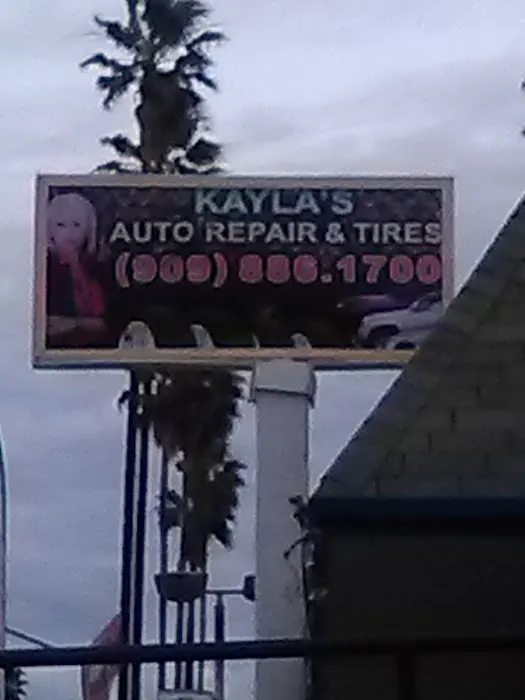 KAYLA'S
AUTO REPAIR & TIRES
(909) 886.1700